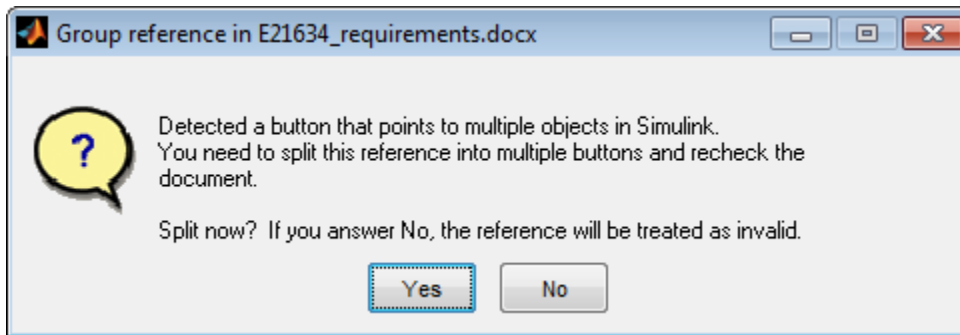 Group reference in E21634_requirements.docx
?
Detected a button that points to multiple objects in Simulink.
You need to split this reference into multiple buttons and recheck the
document.
Split now?  If you answer No, the reference will be treated as invalid.
Yes
No